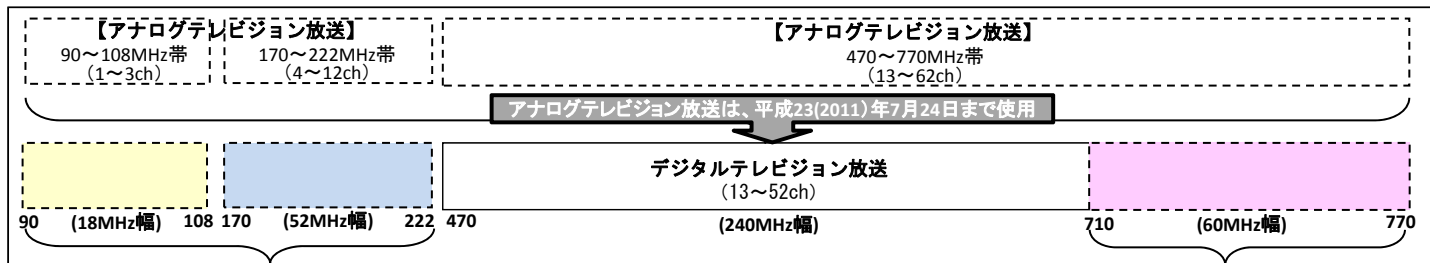 【アナログテレビジョン放送】
90～108MHz帯
（1～3ch）
170～222MHz帯
（4～12ch）
【アナログテレビジョン放送】
470～770MHz帯
（13～62ch）
アナログテレビジョン放送は、平成23(2011）年7月24日まで使用
デジタルテレビジョン放送
（13～52ch）
90 (18MHz幅) 108 170 (52MHz幅) 222 470 (240MHz幅) 710 (60MHz幅) 770